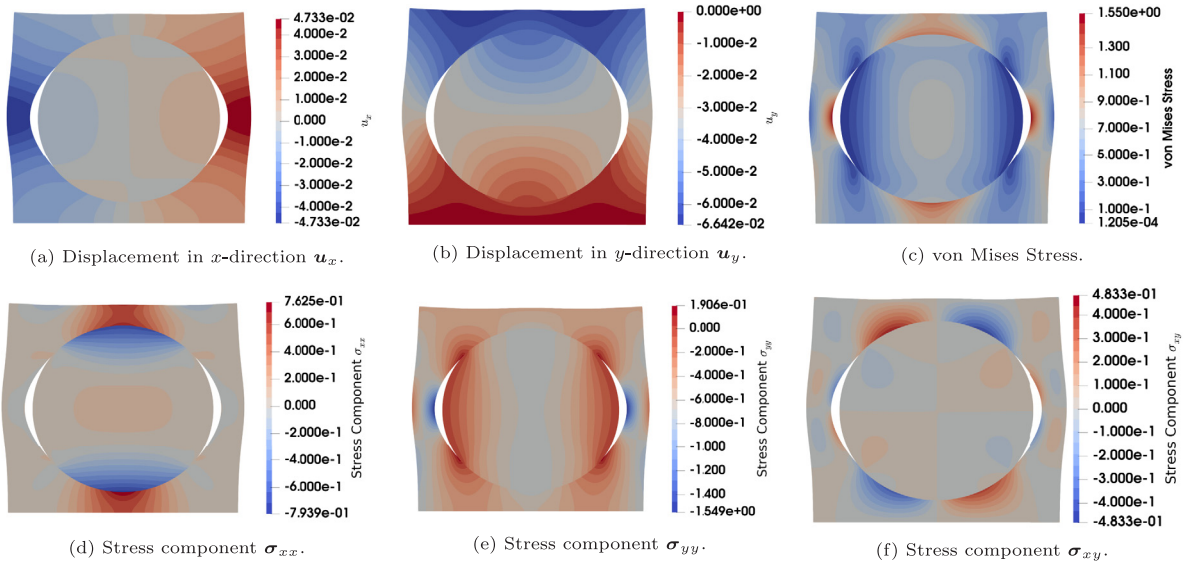 4.733e-02
4.000e-2
3.000e-2
2.000e-2
1.000e-2
0.000
-1.000e-2
-2.000e-2
-3.000e-2
-4.000e-2
-4.733e-02
u_x
(a) Displacement in x-direction u_x.
0.000e+00
-1.000e-2
-2.000e-2
-3.000e-2
-4.000e-2
-5.000e-2
-6.000e-2
-6.642e-02
u_y
(b) Displacement in y-direction u_y.
1.550e+00
1.300
1.100
9.000e-1
7.000e-1
5.000e-1
3.000e-1
1.000e-1
1.205e-04
von Mises Stress
(c) von Mises Stress.
7.625e-01
6.000e-1
4.000e-1
2.000e-1
0.000
-2.000e-1
-4.000e-1
-6.000e-1
-7.939e-01
Stress Component σ_xx
(d) Stress component σ_xx.
1.906e-01
0.000
-2.000e-1
-4.000e-1
-6.000e-1
-8.000e-1
-1.000
-1.200
-1.400
-1.549e+00
Stress Component σ_yy
(e) Stress component σ_yy.
4.833e-01
4.000e-1
3.000e-1
2.000e-1
1.000e-1
0.000
-1.000e-1
-2.000e-1
-3.000e-1
-4.000e-1
-4.833e-01
Stress Component σ_xy
(f) Stress component σ_xy.